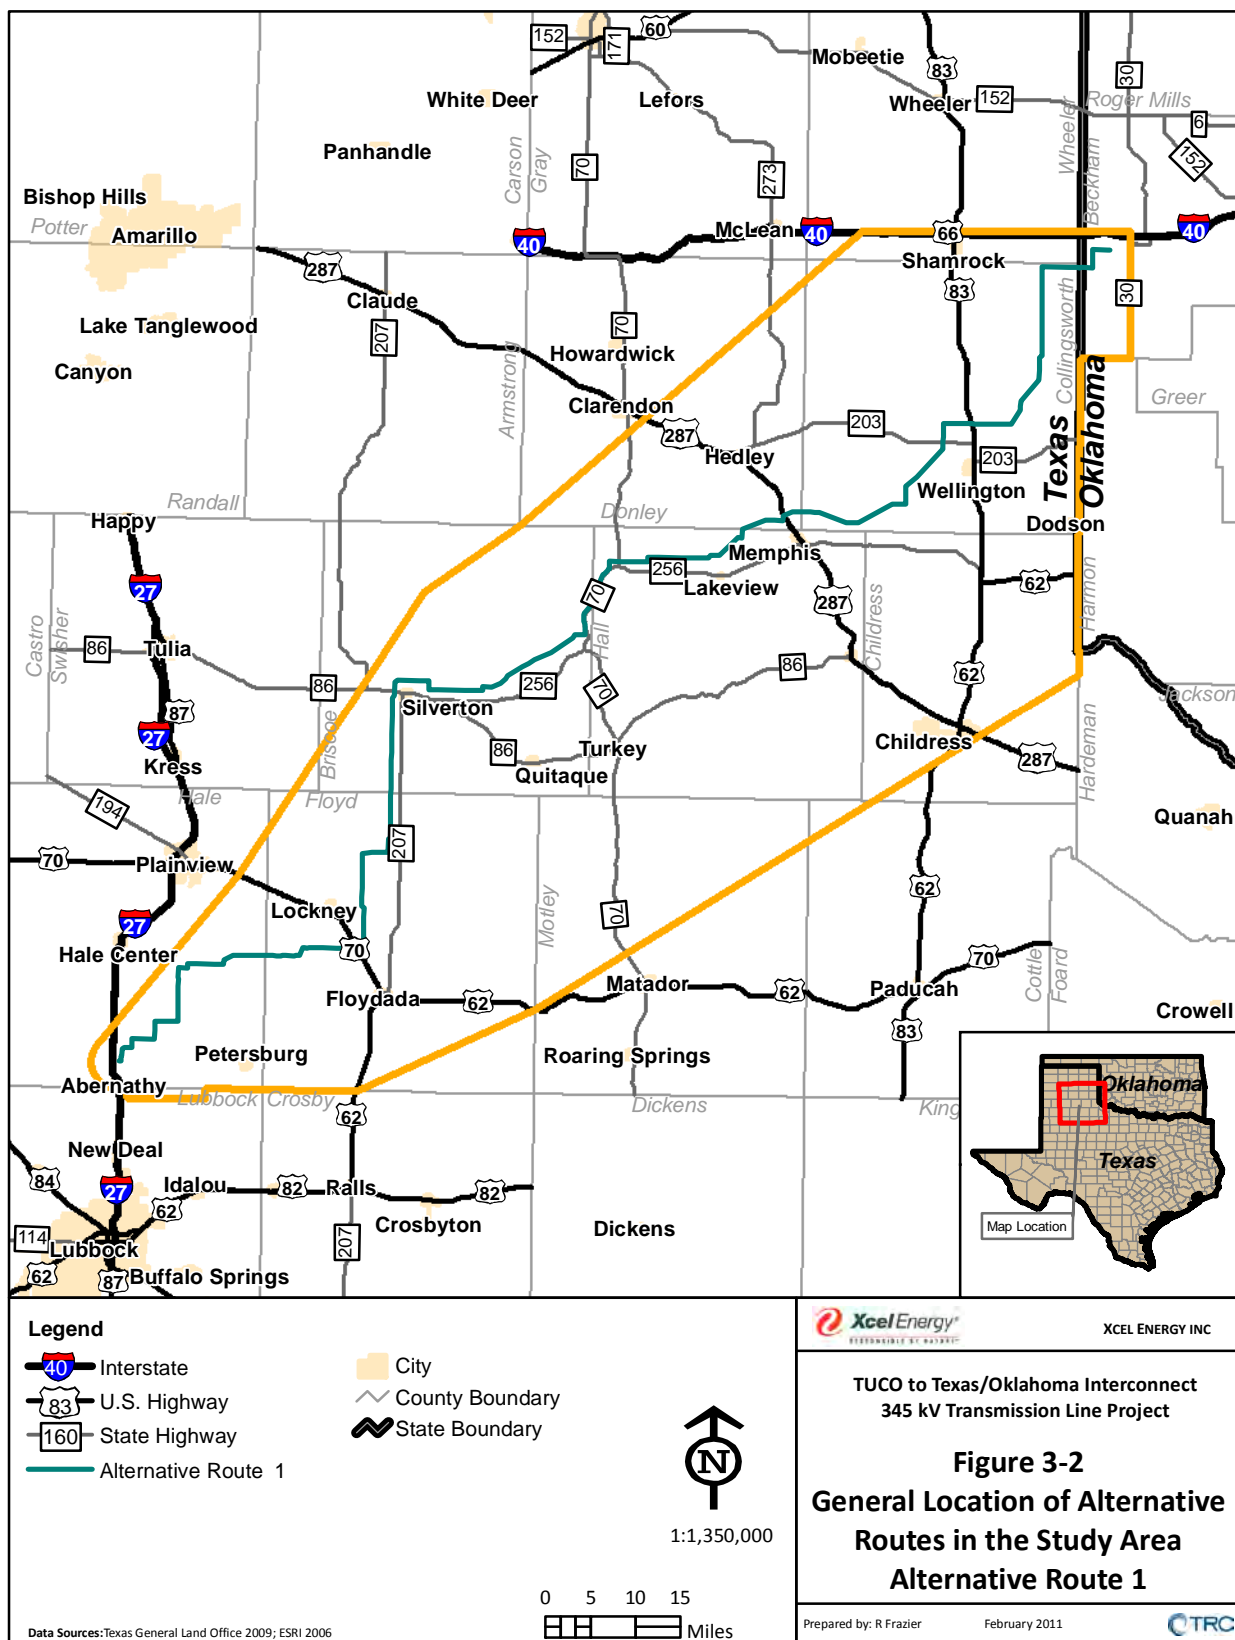 152
171
60
Mobeetie
83
30
White Deer
Lefors
Wheeler
152
Roger Mills
6
Wheeler
152
Panhandle
Carson
Gray
70
273
Beckham
Bishop Hills
Potter
Amarillo
40
McLean
40
66
40
Shamrock
287
Claude
83
30
Lake Tanglewood
207
70
Collingsworth
Howardwick
Canyon
Armstrong
Clarendon
Texas
Oklahoma
Greer
287
203
Hedley
203
Wellington
Randall
Donley
Happy
Dodson
Memphis
27
256
Lakeview
62
70
287
Harmon
Castro
Swisher
86
Tulia
Hall
Childress
86
86
256
62
70
Silverton
Jackson
87
27
Briscoe
86
Turkey
Childress
287
Kress
Quitaque
Hardeman
Hale
Floyd
194
Quanah
207
70
Plainview
62
Lockney
70
Motley
27
70
Hale Center
70
Cottle
Foard
Floydada
62
Matador
62
Paducah
Crowell
83
Petersburg
Roaring Springs
Abernathy
Lubbock
Crosby
Dickens
King
62
New Deal
84
27
Idalou
82
Ralls
82
62
Crosbyton
Dickens
114
Lubbock
207
62
87
Buffalo Springs
Oklahoma
Texas
Map Location
Legend
40 Interstate
83 U.S. Highway
160 State Highway
Alternative Route 1
City
County Boundary
State Boundary
N
1:1,350,000
0 5 10 15
Miles
Data Sources:Texas General Land Office 2009; ESRI 2006
Xcel Energy
XCEL ENERGY INC
TUCO to Texas/Oklahoma Interconnect
345 kV Transmission Line Project
Figure 3-2
General Location of Alternative
Routes in the Study Area
Alternative Route 1
Prepared by: R Frazier
February 2011
TRC